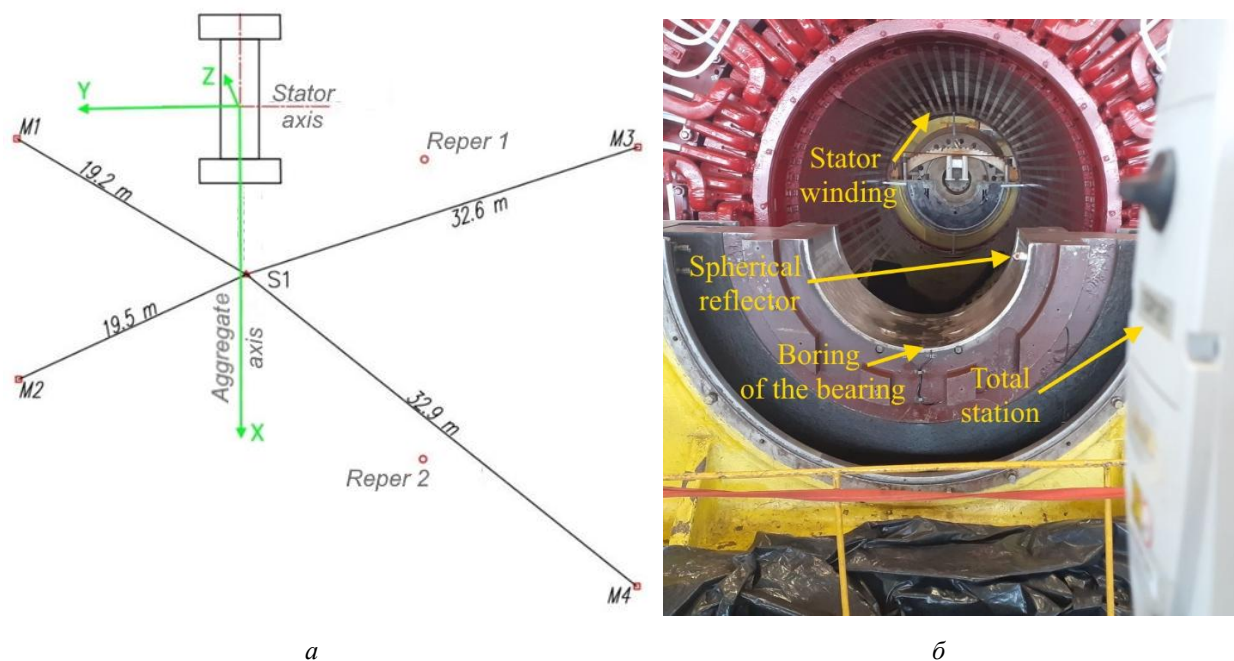 Z
Y
Stator
axis
M1
Reper 1
M3
19.2 m
32.6 m
S1
19.5 m
Aggregate
axis
M2
32.9 m
X
Reper 2
M4
Stator
winding
Spherical
reflector
Boring
of the bearing
Total
station
а
б